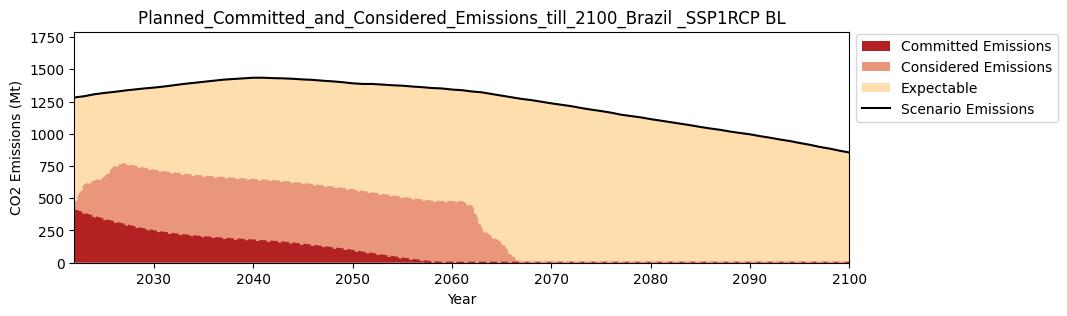 Planned_Committed_and_Considered_Emissions_till_2100_Brazil _SSP1RCP BL
1750
1500
1250
1000
750
500
250
0
CO2 Emissions (Mt)
2030 2040 2050 2060 2070 2080 2090 2100
Year
Committed Emissions
Considered Emissions
Expectable
Scenario Emissions